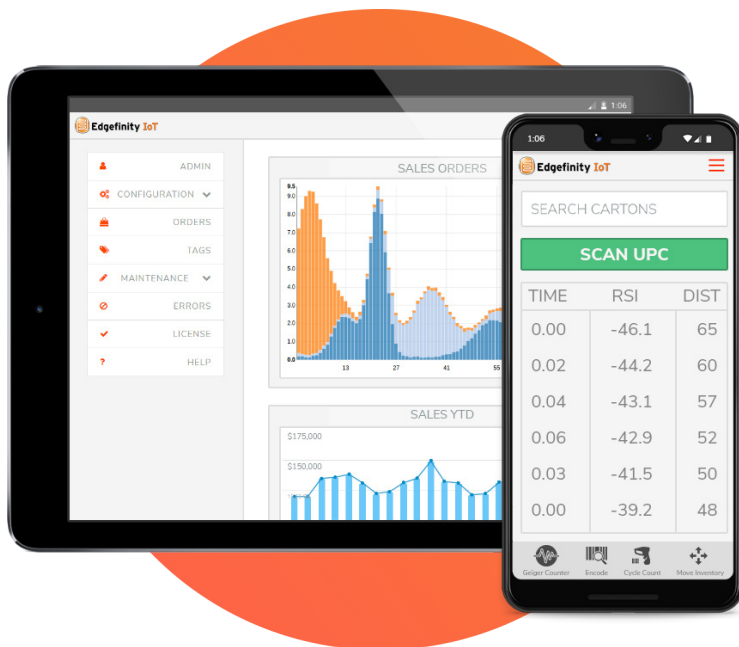 1:06
Edgefinity IoT
ADMIN
CONFIGURATION
ORDERS
TAGS
MAINTENANCE
ERRORS
LICENSE
? HELP
SALES ORDERS
9.5
9.0
8.0
7.0
6.0
5.0
4.0
3.0
2.0
1.0
0.0
13 27 41 55
SALES YTD
$175,000
$150,000
1:06
Edgefinity IoT
SEARCH CARTONS
SCAN UPC
TIME RSI DIST
0.00 -46.1 65
0.02 -44.2 60
0.04 -43.1 57
0.06 -42.9 52
0.03 -41.5 50
0.00 -39.2 48
Geiger Counter Encode Cycle Count Move Inventory